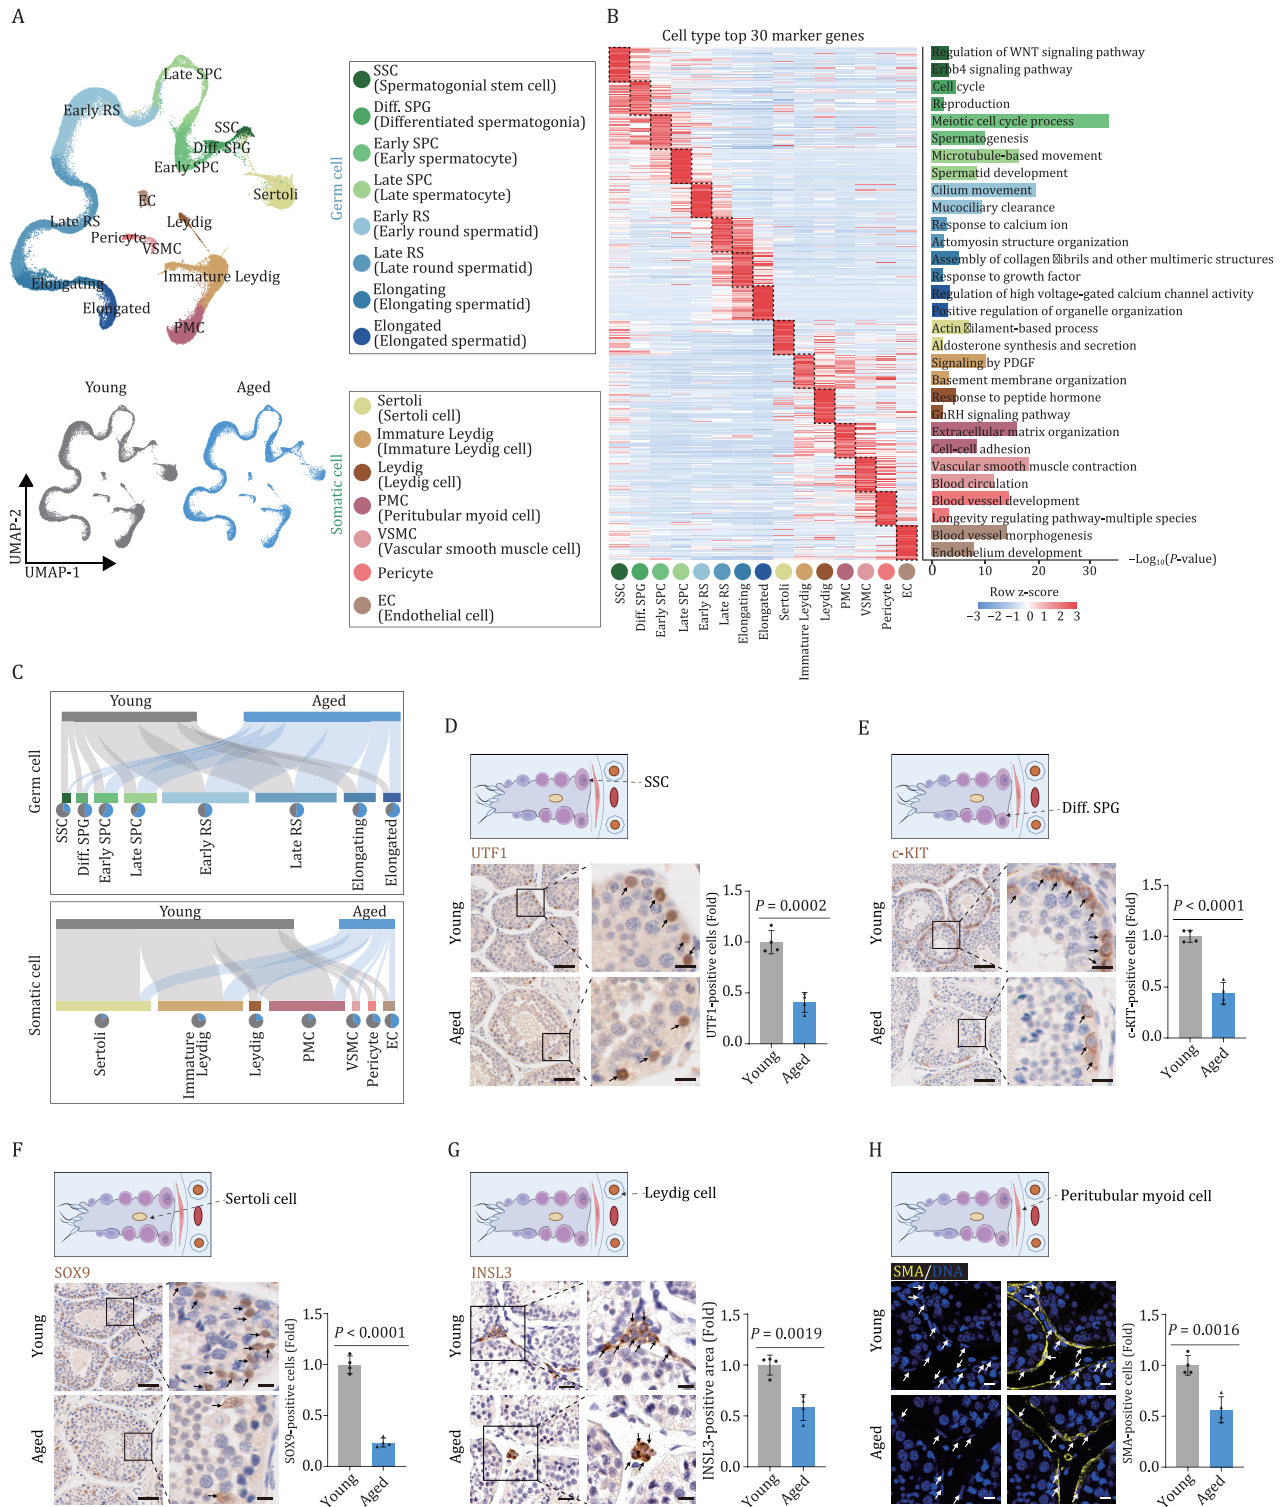 A
Late SPC
Early RS
SSC
Diff. SPG
Early SPC
Sertoli
EC
Leydig
Late RS
Pericyte
VSMC
Immature Leydig
Elongating
Elongated
PMC
Young
Aged
UMAP-2
UMAP-1
Germ cell
SSC
(Spermatogonial stem cell)
Diff. SPG
(Differentiated spermatogonia)
Early SPC
(Early spermatocyte)
Late SPC
(Late spermatocyte)
Early RS
(Early round spermatid)
Late RS
(Late round spermatid)
Elongating
(Elongating spermatid)
Elongated
(Elongated spermatid)
Somatic cell
Sertoli
(Sertoli cell)
Immature Leydig
(Immature Leydig cell)
Leydig
(Leydig cell)
PMC
(Peritubular myoid cell)
VSMC
(Vascular smooth muscle cell)
Pericyte
EC
(Endothelial cell)
B
Cell type top 30 marker genes
Regulation of WNT signaling pathway
Erbb4 signaling pathway
Cell cycle
Reproduction
Meiotic cell cycle process
Spermatogenesis
Microtubule-based movement
Spermatid development
Cilium movement
Mucociliary clearance
Response to calcium ion
Actomyosin structure organization
Assembly of collagen ☒ibrils and other multimeric structures
Response to growth factor
Regulation of high voltage-gated calcium channel activity
Positive regulation of organelle organization
Actin ☒ilament-based process
Aldosterone synthesis and secretion
Signaling by PDGF
Basement membrane organization
Response to peptide hormone
GnRH signaling pathway
Extracellular matrix organization
Cell-cell adhesion
Vascular smooth muscle contraction
Blood circulation
Blood vessel development
Longevity regulating pathway-multiple species
Blood vessel morphogenesis
Endothelium development
0 10 20 30
−Log₁₀(P-value)
SSC
Diff. SPG
Early SPC
Late SPC
Early RS
Late RS
Elongating
Elongated
Sertoli
Immature Leydig
Leydig
PMC
VSMC
Pericyte
EC
Row z-score
−3 −2 −1 0 1 2 3
C
Young
Aged
Germ cell
SSC
Diff. SPG
Early SPC
Late SPC
Early RS
Late RS
Elongating
Elongated
Young
Aged
Somatic cell
Sertoli
Immature
Leydig
Leydig
PMC
VSMC
Pericyte
EC
D
SSC
UTF1
Young
Aged
UTF1-positive cells (Fold)
1.5
1.0
0.5
0.0
P = 0.0002
Young
Aged
E
Diff. SPG
c-KIT
Young
Aged
c-KIT-positive cells (Fold)
1.5
1.0
0.5
0.0
P < 0.0001
Young
Aged
F
Sertoli cell
SOX9
Young
Aged
SOX9-positive cells (Fold)
1.5
1.0
0.5
0.0
P < 0.0001
Young
Aged
G
Leydig cell
INSL3
Young
Aged
INSL3-positive area (Fold)
1.5
1.0
0.5
0.0
P = 0.0019
Young
Aged
H
Peritubular myoid cell
SMA/DNA
Young
Aged
SMA-positive cells (Fold)
1.5
1.0
0.5
0.0
P = 0.0016
Young
Aged